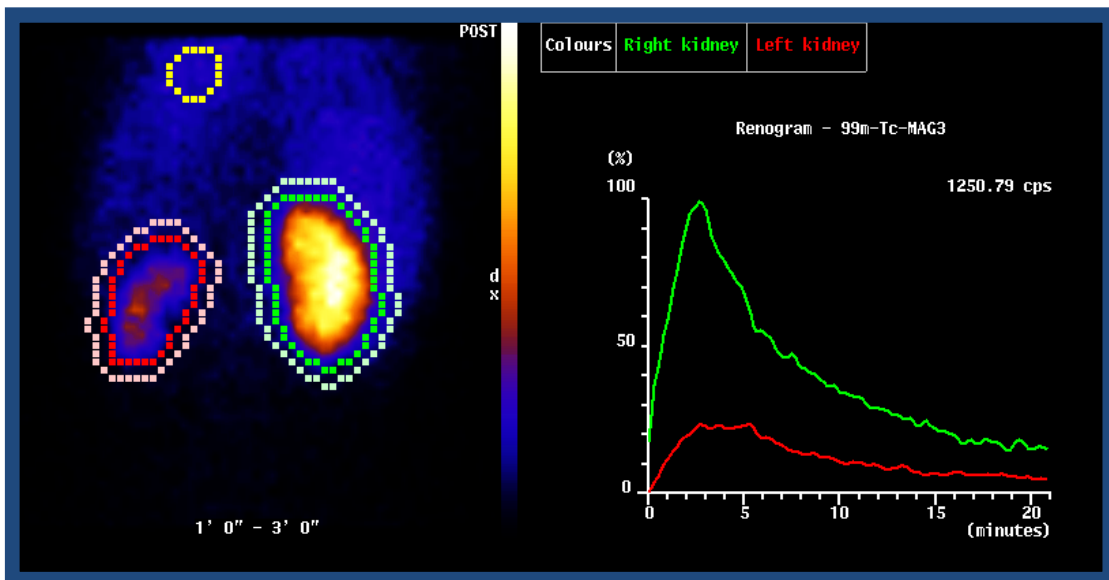 POST
d
x
1' 0" - 3' 0"
Colours Right kidney Left kidney
Renogram - 99m-Tc-MAG3
(%)
100
1250.79 cps
50
0
0 5 10 15 20
(minutes)